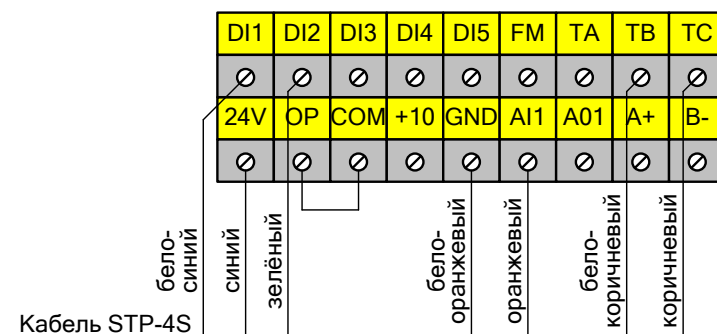 DI1 DI2 DI3 DI4 DI5 FM TA TB TC
24V OP COM +10 GND AI1 A01 A+ B-
бело-
синий
синий
зелёный
бело-
оранжевый
оранжевый
бело-
коричневый
коричневый
Кабель STP-4S